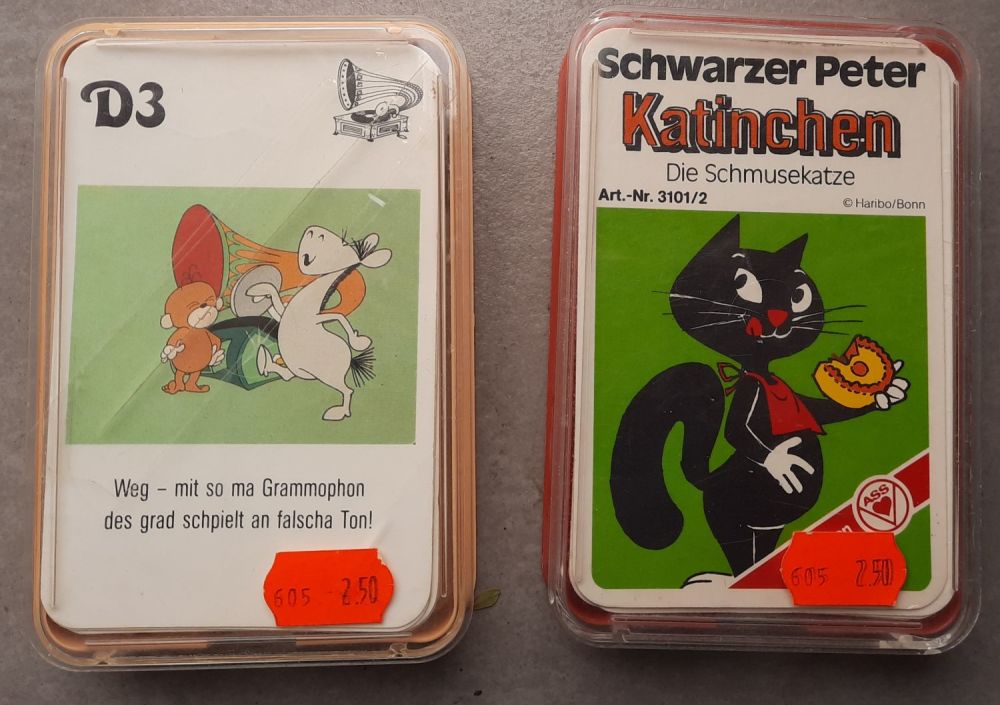 D3
Weg – mit so ma Grammophon
des grad schpielt an falscha Ton!
605 2.50
Schwarzer Peter
Katinchen
Die Schmusekatze
Art.-Nr. 3101/2
© Haribo/Bonn
ASS
605 2.50